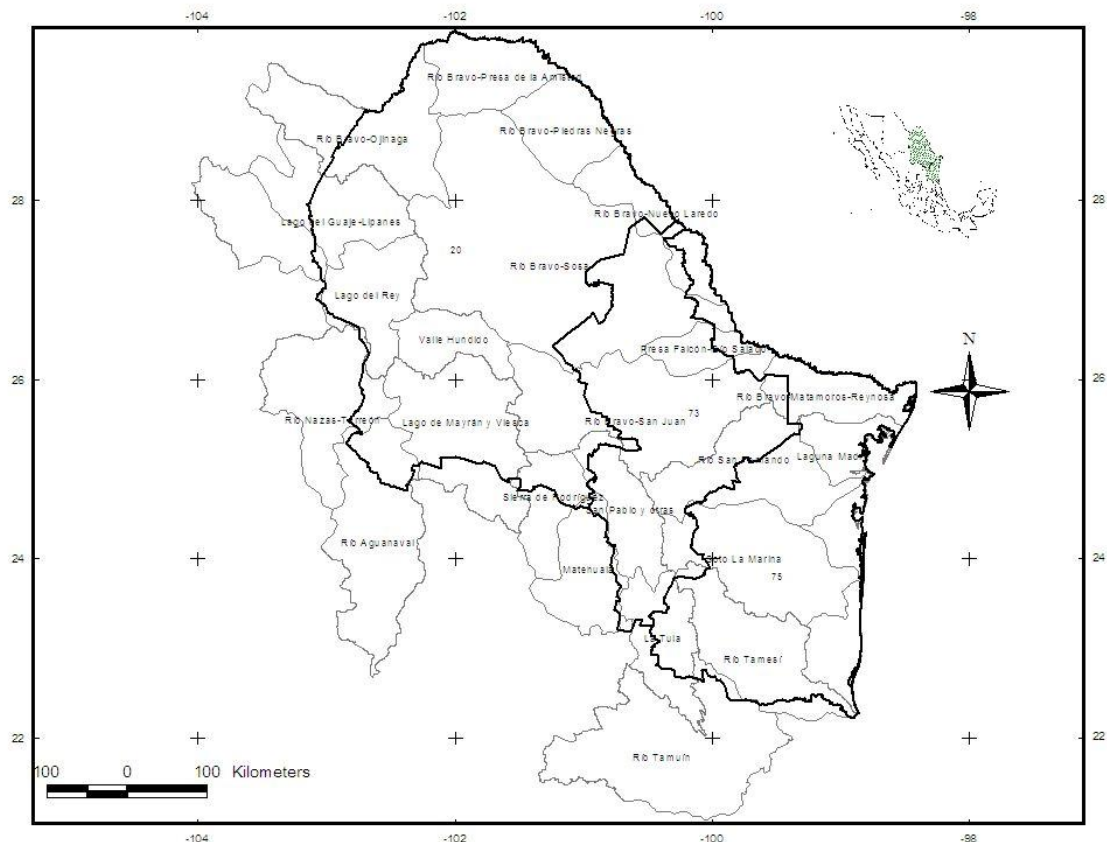 -104 -102 -100 -98
Río Bravo-Presa de la Amistad
Río Bravo-Piedras Negras
Río Bravo-Ojinaga
28 28
Río Bravo-Nuevo Laredo
Lago del Guaje-Lipanes
20
Río Bravo-Sosa
Lago del Rey
Valle Hundido
N
Presa Falcón-Río Salado
26 26
Río Bravo Matamoros-Reynosa
73
Río Nazas-Torreón
Lago de Mayrán y Viesca
Río Bravo-San Juan
Río San Fernando
Laguna Mad
Sierra de Rodríguez
San Pablo y otras
Río Aguanaval
24 24
Soto La Marina
Matehuala
75
La Tula
Río Tamesí
22 22
Río Tamuín
100 0 100 Kilometers
-104 -102 -100 -98